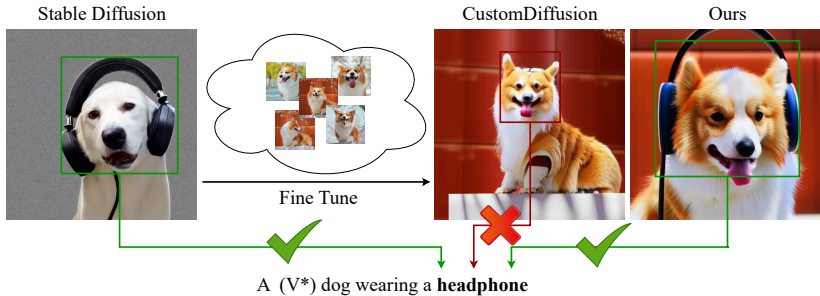 Stable Diffusion
CustomDiffusion
Ours
Fine Tune
A (V*) dog wearing a headphone